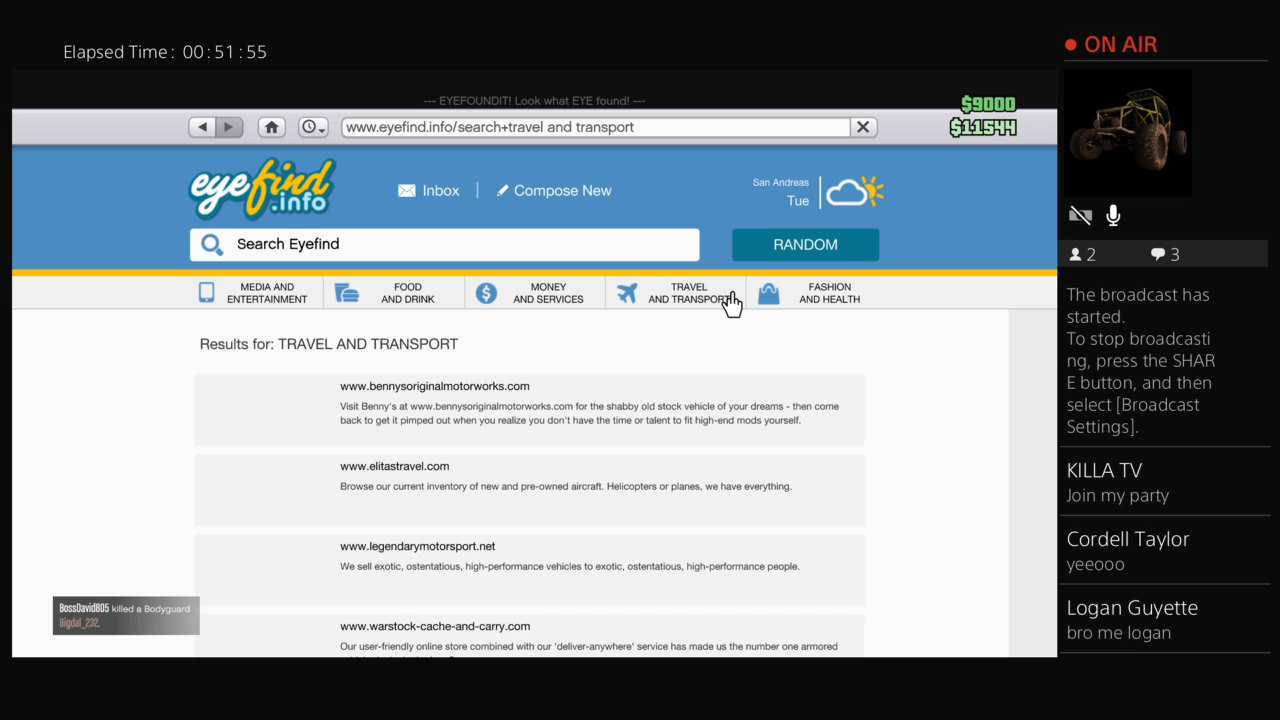 Elapsed Time: 00:51:55
ON AIR
--- EYEFOUNDIT! Look what EYE found! ---
$9000
$11544
www.eyefind.info/search+travel and transport
eyefind
.info
Inbox
Compose New
San Andreas
Tue
Search Eyefind
RANDOM
MEDIA AND
ENTERTAINMENT
FOOD
AND DRINK
MONEY
AND SERVICES
TRAVEL
AND TRANSPORT
FASHION
AND HEALTH
Results for: TRAVEL AND TRANSPORT
www.bennysoriginalmotorworks.com
Visit Benny's at www.bennysoriginalmotorworks.com for the shabby old stock vehicle of your dreams - then come
back to get it pimped out when you realize you don't have the time or talent to fit high-end mods yourself.
www.elitastravel.com
Browse our current inventory of new and pre-owned aircraft. Helicopters or planes, we have everything.
www.legendarymotorsport.net
We sell exotic, ostentatious, high-performance vehicles to exotic, ostentatious, high-performance people.
www.warstock-cache-and-carry.com
Our user-friendly online store combined with our 'deliver-anywhere' service has made us the number one armored
BossDavid805 killed a Bodyguard
Bigdal_232.
2
3
The broadcast has
started.
To stop broadcasti
ng, press the SHAR
E button, and then
select [Broadcast
Settings].
KILLA TV
Join my party
Cordell Taylor
yeeooo
Logan Guyette
bro me logan